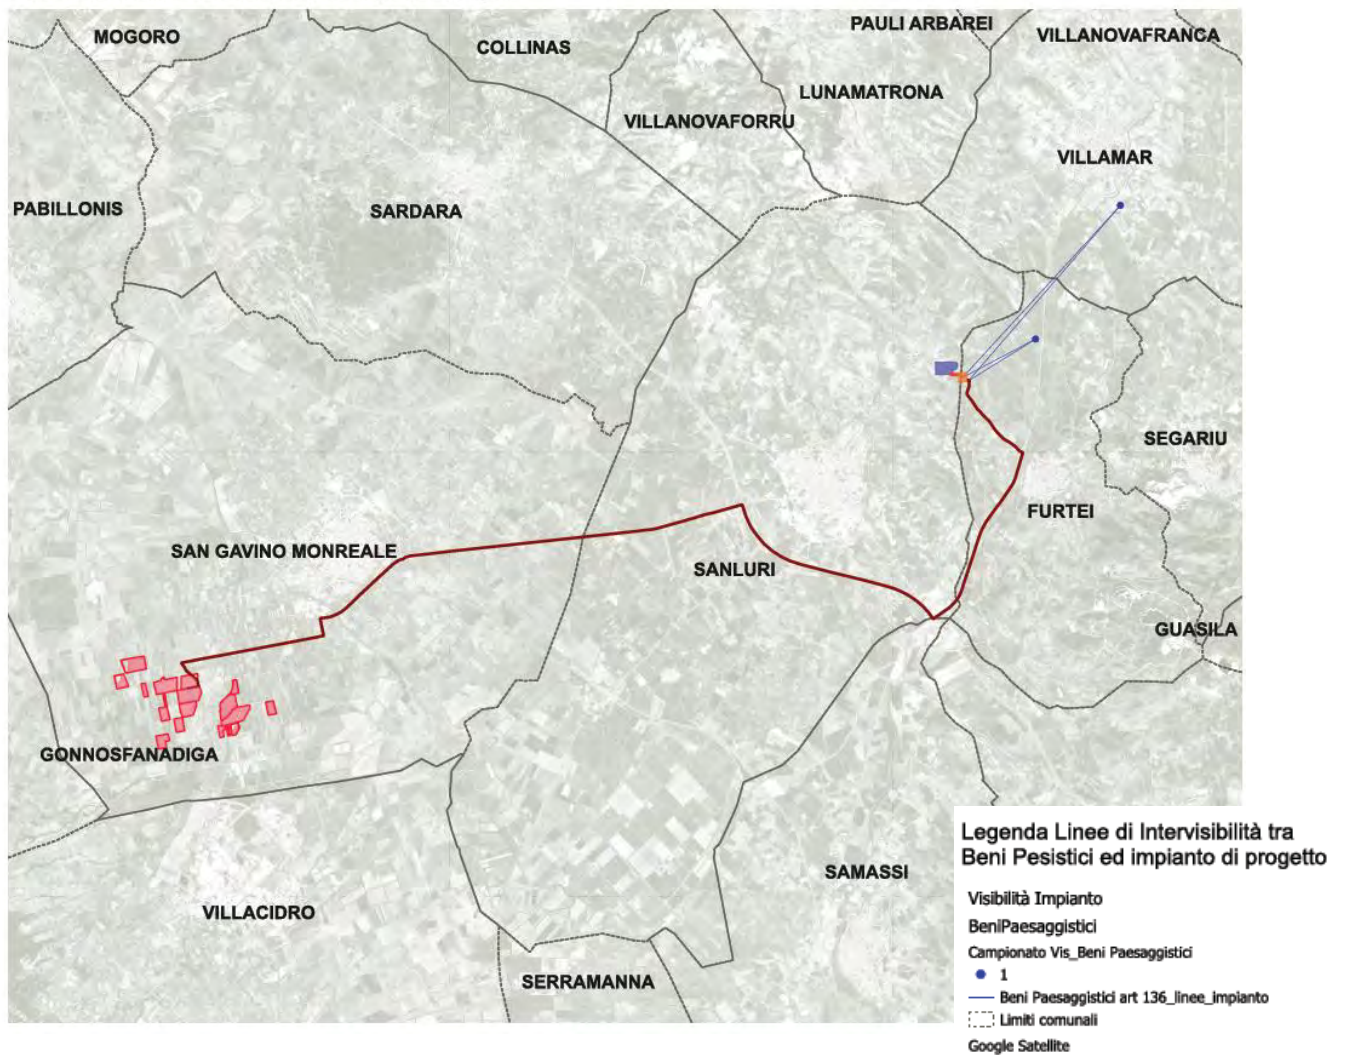 MOGORO
COLLINAS
PAULI ARBAREI
VILLANOVAFRANCA
LUNAMATRONA
VILLANOVAFORRU
VILLAMAR
PABILLONIS
SARDARA
SEGARIU
FURTEI
SAN GAVINO MONREALE
SANLURI
GUASILA
GONNOSFANADIGA
SAMASSI
VILLACIDRO
SERRAMANNA
Legenda Linee di Intervisibilità tra
Beni Pesistici ed impianto di progetto
Visibilità Impianto
BeniPaesaggistici
Campionato Vis_Beni Paesaggistici
1
Beni Paesaggistici art 136_linee_impianto
Limiti comunali
Google Satellite